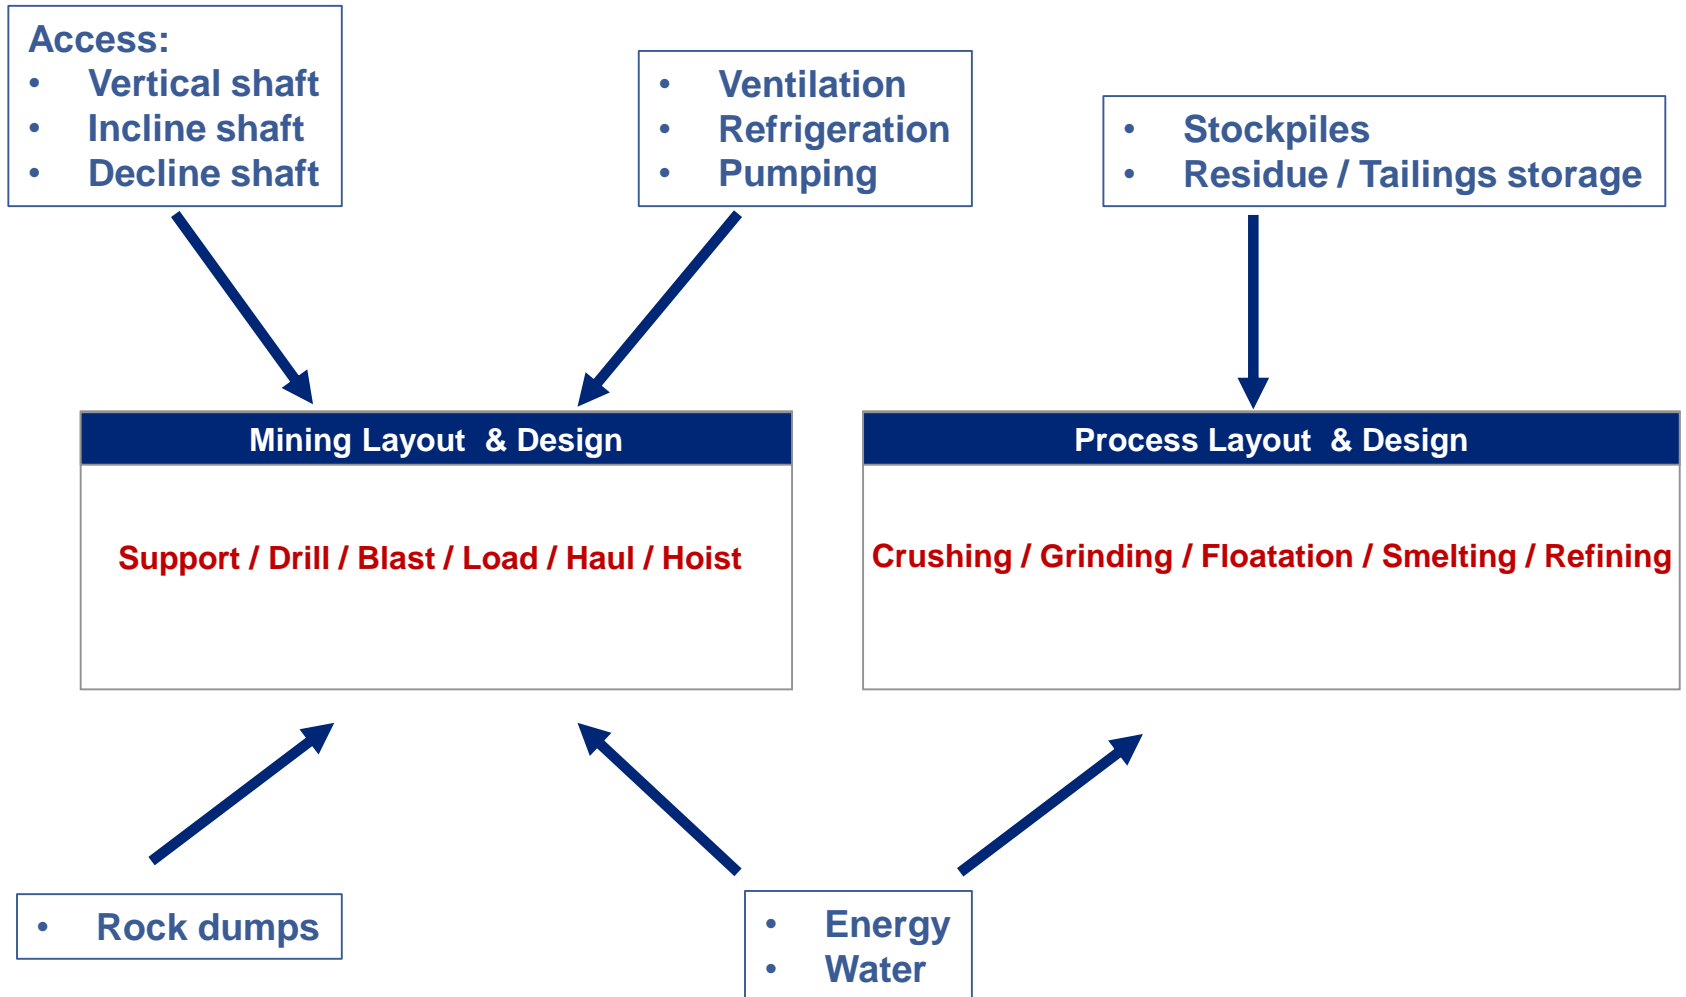 Access:
• Vertical shaft
• Incline shaft
• Decline shaft
• Ventilation
• Refrigeration
• Pumping
• Stockpiles
• Residue / Tailings storage
Mining Layout & Design
Support / Drill / Blast / Load / Haul / Hoist
Process Layout & Design
Crushing / Grinding / Floatation / Smelting / Refining
• Rock dumps
• Energy
• Water